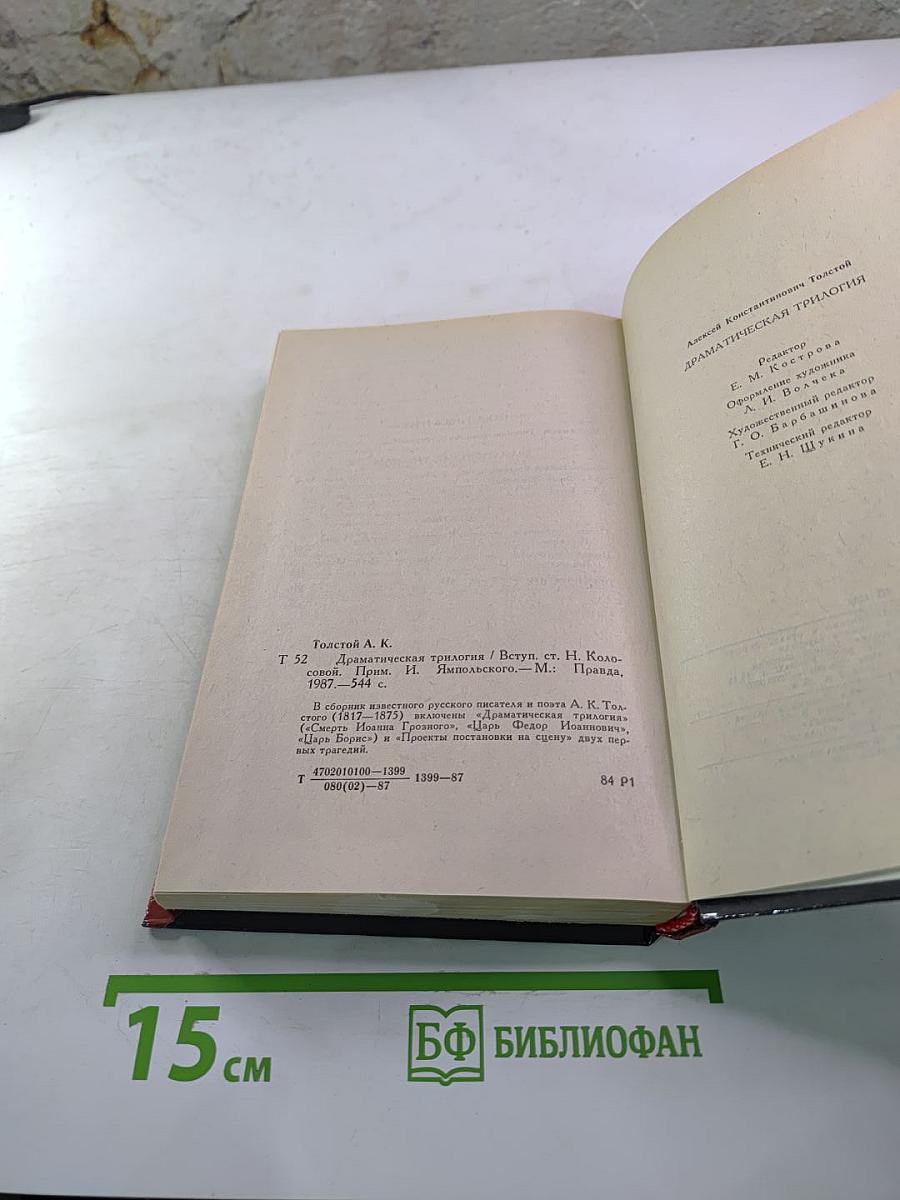 Толстой А. К.
Т 52 Драматическая трилогия / Вступ. ст. Н. Коло-
совой. Прим. И. Ямпольского.— М.: Правда,
1987.—544 с.
В сборник известного русского писателя и поэта А. К. Тол-
стого (1817—1875) включены «Драматическая трилогия»
(«Смерть Иоанна Грозного», «Царь Федор Иоаннович»,
«Царь Борис») и «Проекты постановки на сцену» двух пер-
вых трагедий.
Т 4702010100—1399
080(02)—87
1399—87
84 Р1
Алексей Константинович Толстой
ДРАМАТИЧЕСКАЯ ТРИЛОГИЯ
Редактор
Е. М. Кострова
Оформление художника
Л. И. Волчека
Художественный редактор
Г. О. Барбашинова
Технический редактор
Е. Н. Щукина
15 см
БФ БИБЛИОФАН